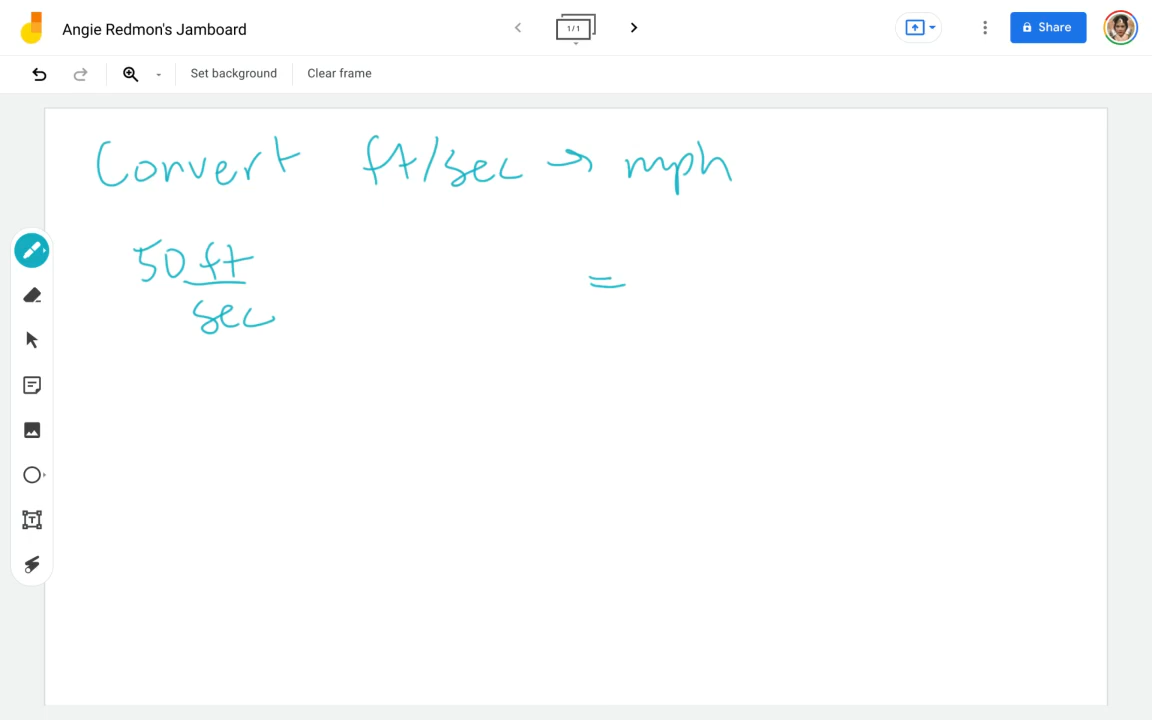 Angie Redmon's Jamboard
1/1
Share
Set background
Clear frame
Convert ft/sec → mph
50 ft
sec
=